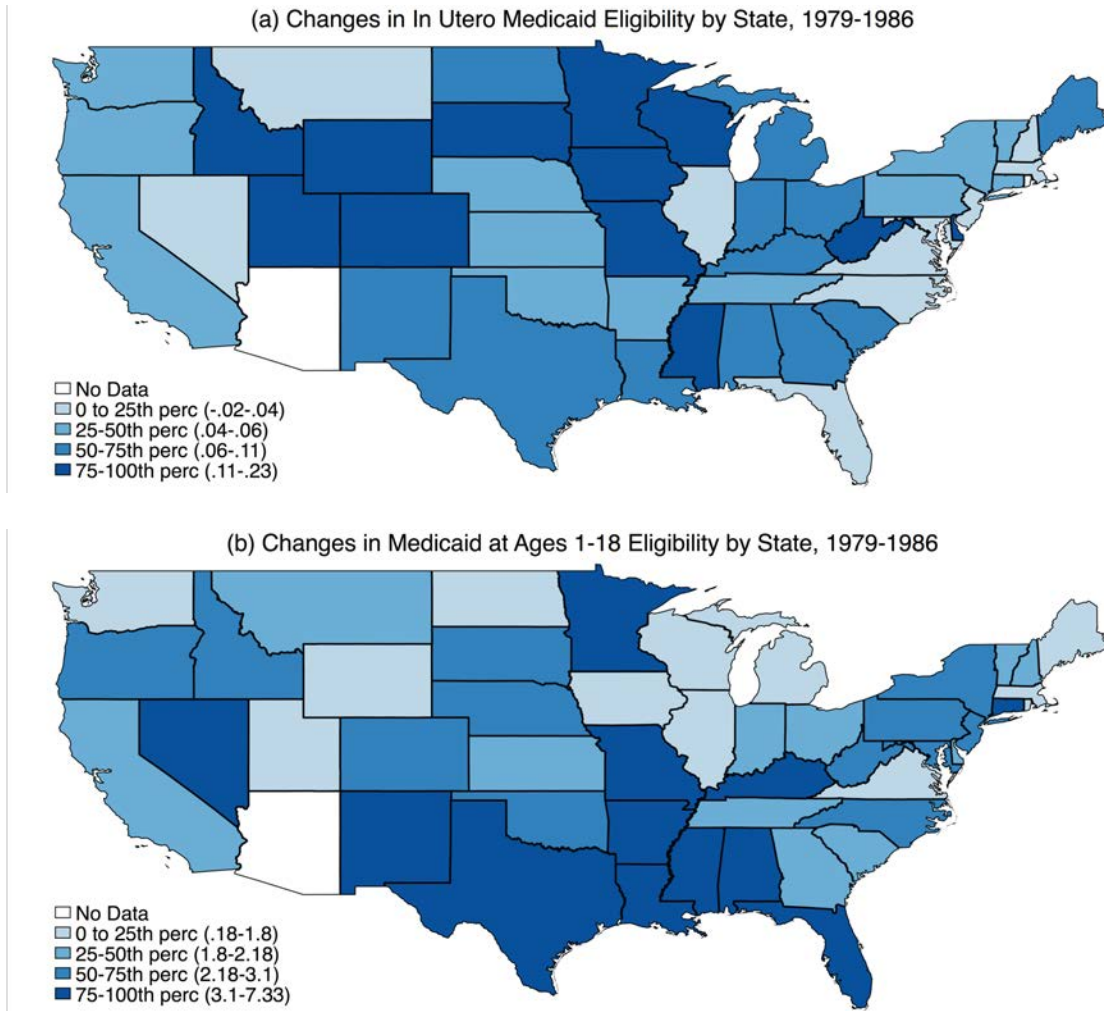 (a) Changes in In Utero Medicaid Eligibility by State, 1979-1986
No Data
0 to 25th perc (-.02-.04)
25-50th perc (.04-.06)
50-75th perc (.06-.11)
75-100th perc (.11-.23)
(b) Changes in Medicaid at Ages 1-18 Eligibility by State, 1979-1986
No Data
0 to 25th perc (.18-1.8)
25-50th perc (1.8-2.18)
50-75th perc (2.18-3.1)
75-100th perc (3.1-7.33)